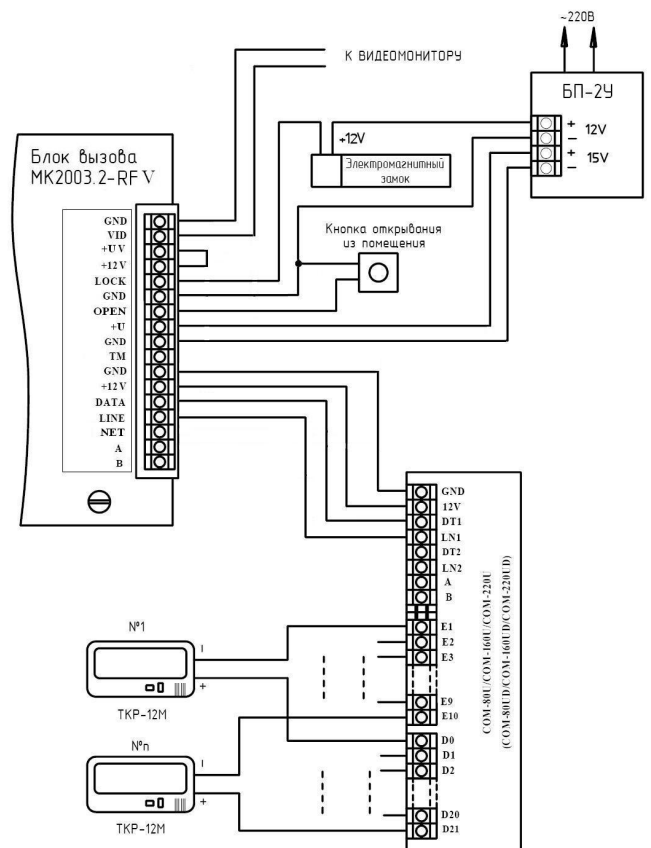 ~220В
К ВИДЕОМОНИТОРУ
БП-2У
+ 12V
-
+ 15V
-
+12V
Электромагнитный
замок
Блок вызова
МК2003.2-RF V
Кнопка открывания
из помещения
GND
VID
+U V
+12 V
LOCK
GND
OPEN
+U
GND
TM
GND
+12 V
DATA
LINE
NET
A
B
GND
12V
DT1
LN1
DT2
LN2
A
B
E1
E2
E3
E9
E10
D0
D1
D2
D20
D21
COM-80U/COM-160U/COM-220U
(COM-80UD/COM-160UD/COM-220UD)
№1
-
+
ТКР-12М
№n
-
+
ТКР-12М